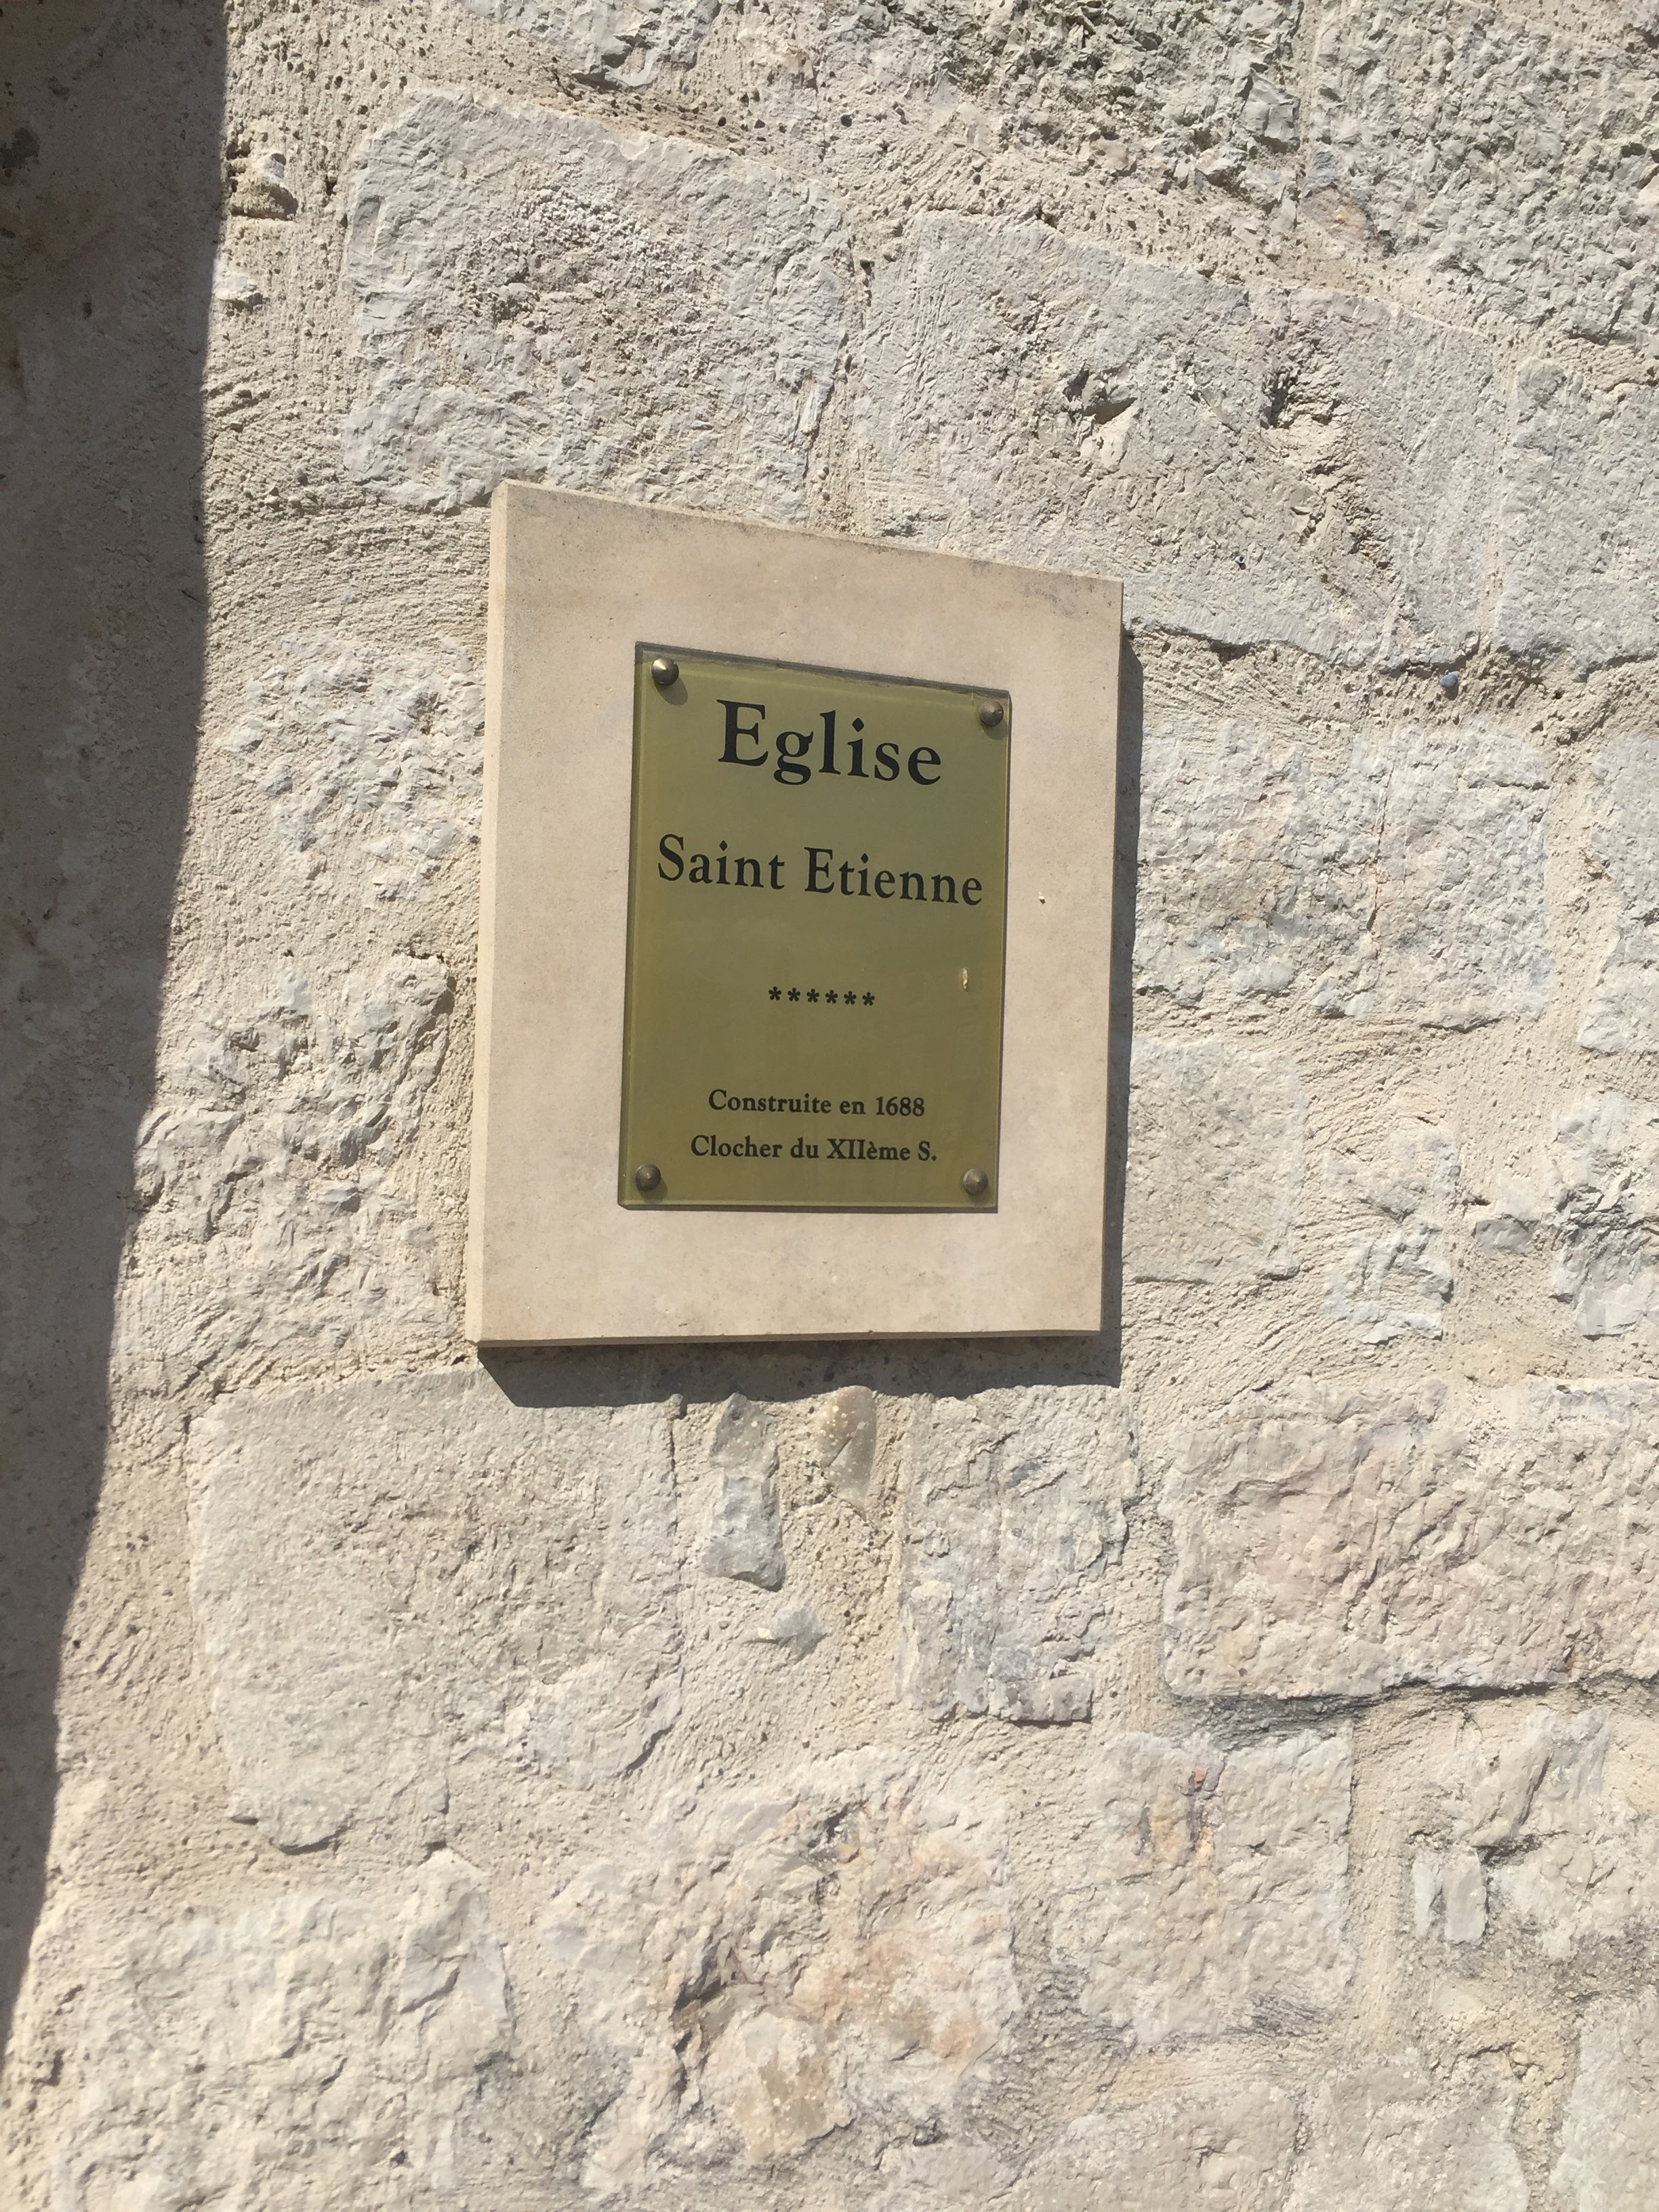 Eglise
Saint Etienne
******
Construite en 1688
Clocher du XIIème S.